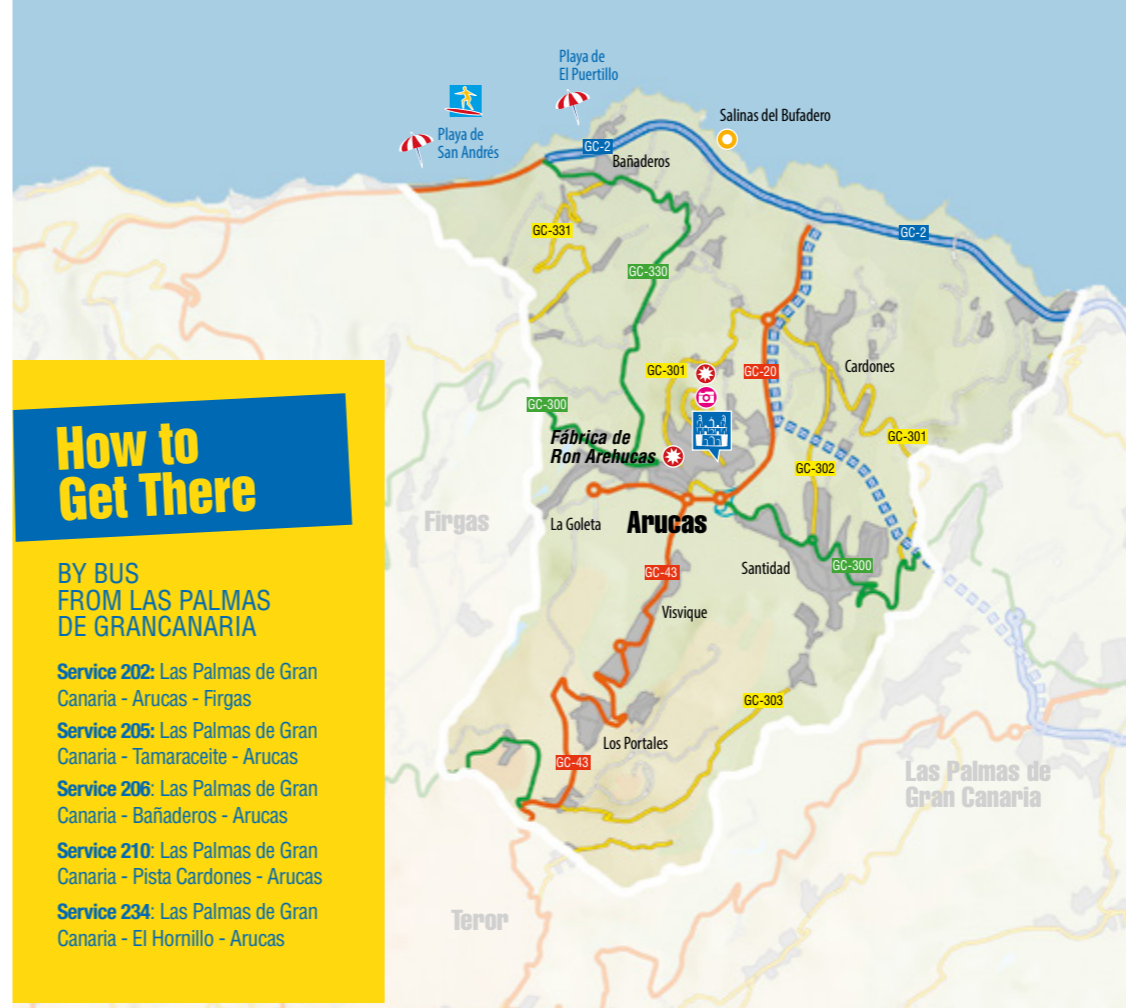 Playa de
El Puertillo
Playa de
San Andrés
Salinas del Bufadero
GC-2
Bañaderos
GC-331
GC-2
GC-330
GC-301
GC-20
Cardones
GC-300
Fábrica de
Ron Arehucas
GC-301
GC-302
Firgas
La Goleta
Arucas
Santidad
GC-300
GC-43
Visvique
GC-303
Los Portales
GC-43
Las Palmas de
Gran Canaria
Teror
How to
Get There
BY BUS
FROM LAS PALMAS
DE GRANCANARIA
Service 202: Las Palmas de Gran
Canaria - Arucas - Firgas
Service 205: Las Palmas de Gran
Canaria - Tamaraceite - Arucas
Service 206: Las Palmas de Gran
Canaria - Bañaderos - Arucas
Service 210: Las Palmas de Gran
Canaria - Pista Cardones - Arucas
Service 234: Las Palmas de Gran
Canaria - El Hornillo - Arucas